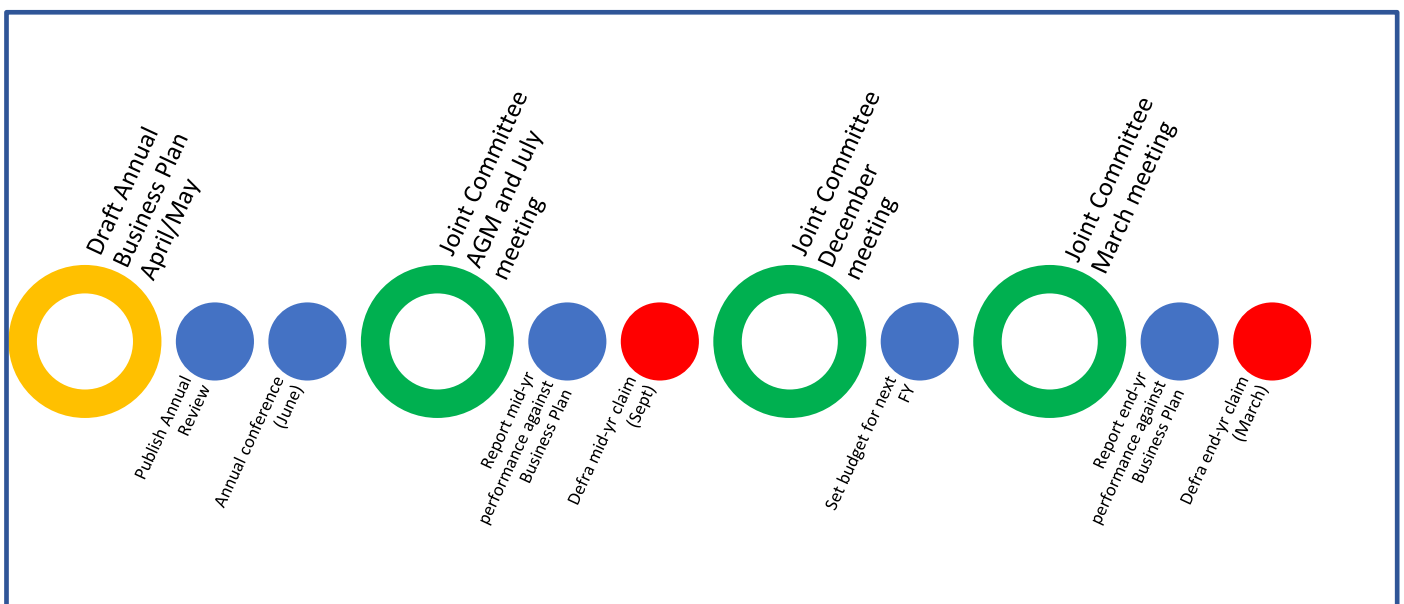 Draft Annual
Business Plan
April/May
Publish Annual
Review
Annual conference
(June)
Joint Committee
AGM and July
meeting
Report mid-yr
performance against
Business Plan
Defra mid-yr claim
(Sept)
Joint Committee
December
meeting
Set budget for next
FY
Joint Committee
March meeting
Report end-yr
performance against
Business Plan
Defra end-yr claim
(March)